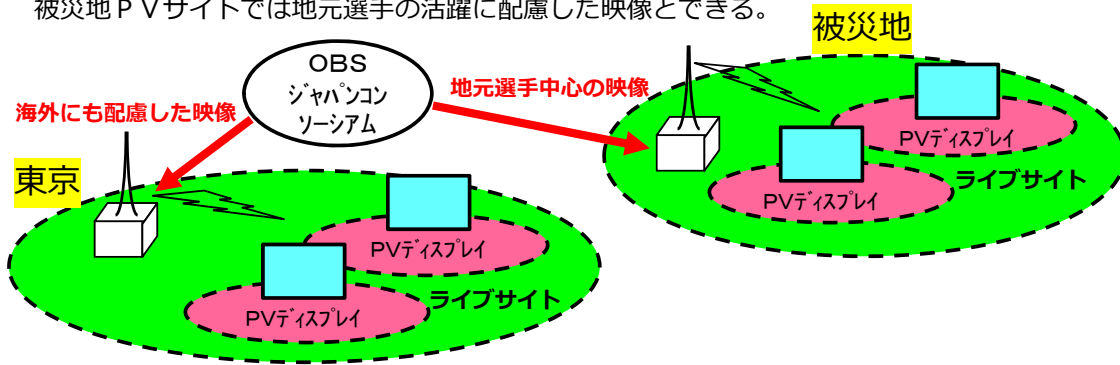 被災地ＰＶサイトでは地元選手の活躍に配慮した映像とできる。
被災地
OBS
ｼﾞｬﾊﾟﾝｺﾝ
ｿｰｼｱﾑ
地元選手中心の映像
海外にも配慮した映像
PVﾃﾞｨｽﾌﾟﾚｲ
東京
ライブサイト
PVﾃﾞｨｽﾌﾟﾚｲ
PVﾃﾞｨｽﾌﾟﾚｲ
ライブサイト
PVﾃﾞｨｽﾌﾟﾚｲ